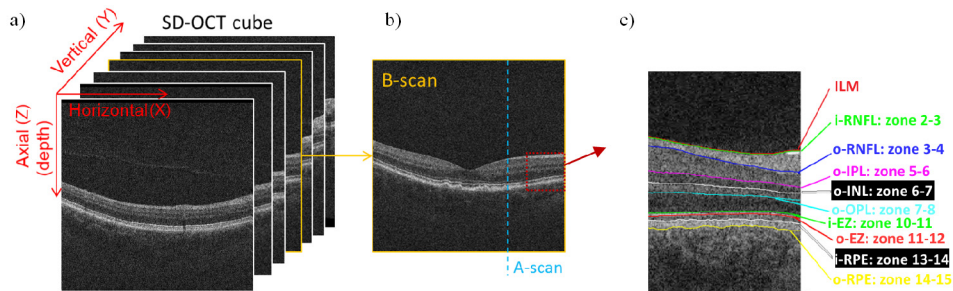 a)
SD-OCT cube
Vertical (Y)
Horizontal(X)
Axial (Z)
(depth)
b)
B-scan
A-scan
c)
ILM
i-RNFL: zone 2-3
o-RNFL: zone 3-4
o-IPL: zone 5-6
o-INL: zone 6-7
o-OPL: zone 7-8
i-EZ: zone 10-11
o-EZ: zone 11-12
i-RPE: zone 13-14
o-RPE: zone 14-15